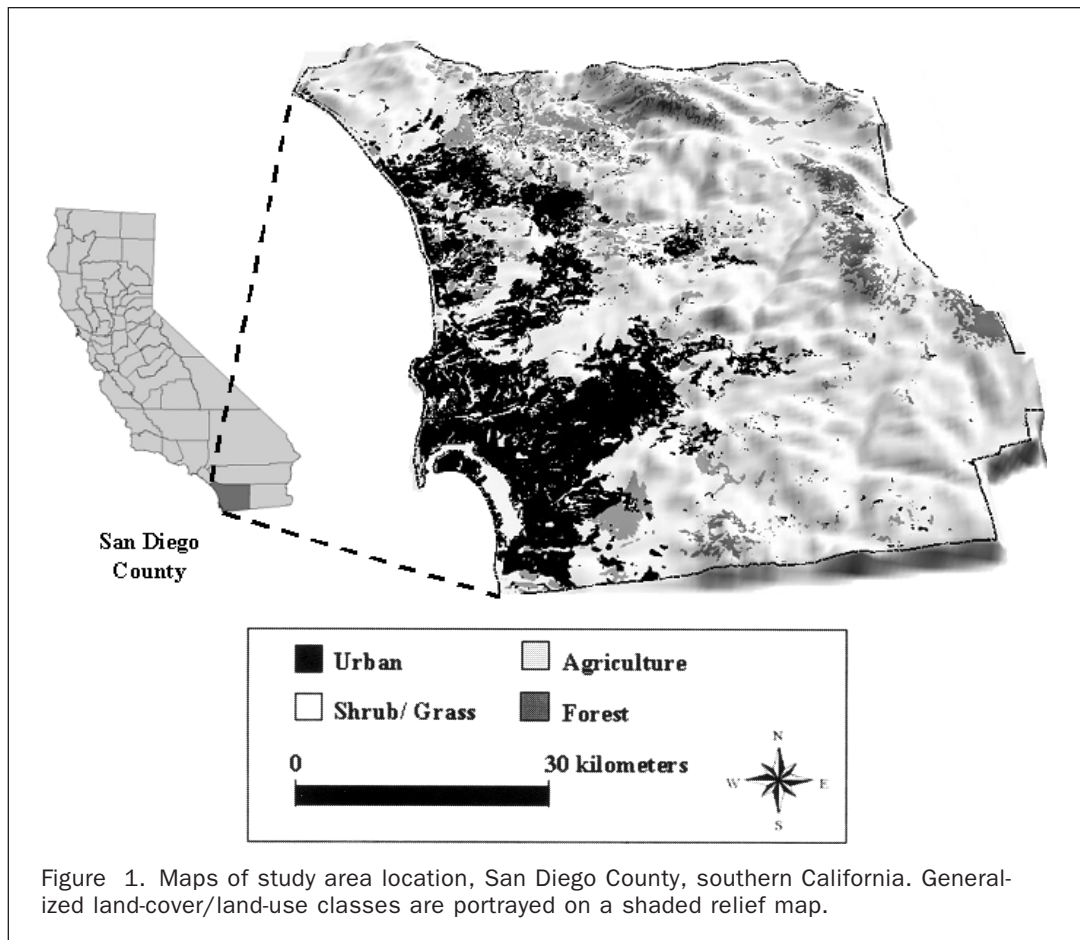 San Diego
County
Urban
Agriculture
Shrub/ Grass
Forest
0
30 kilometers
N
W
E
S
Figure 1. Maps of study area location, San Diego County, southern California. General-
ized land-cover/land-use classes are portrayed on a shaded relief map.